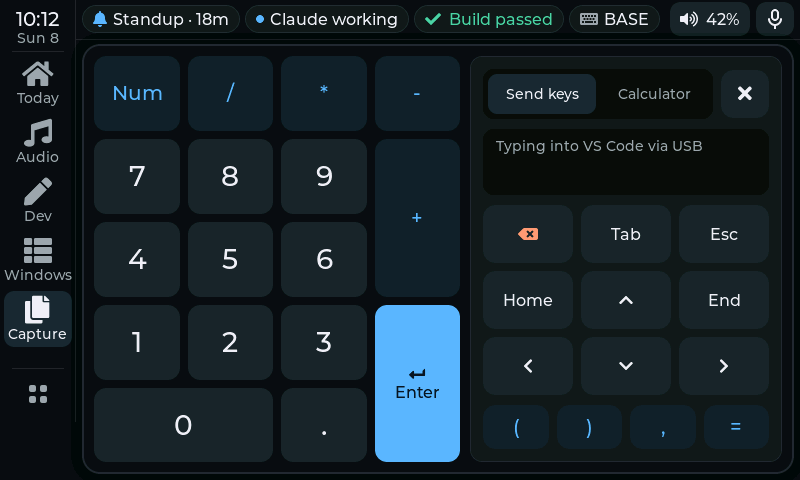 10:12
Sun 8
Standup · 18m
Claude working
Build passed
BASE
42%
Today
Audio
Dev
Windows
Capture
Num
/
*
-
7
8
9
+
4
5
6
1
2
3
Enter
0
.
Send keys
Calculator
Typing into VS Code via USB
Tab
Esc
Home
End
(
)
,
=